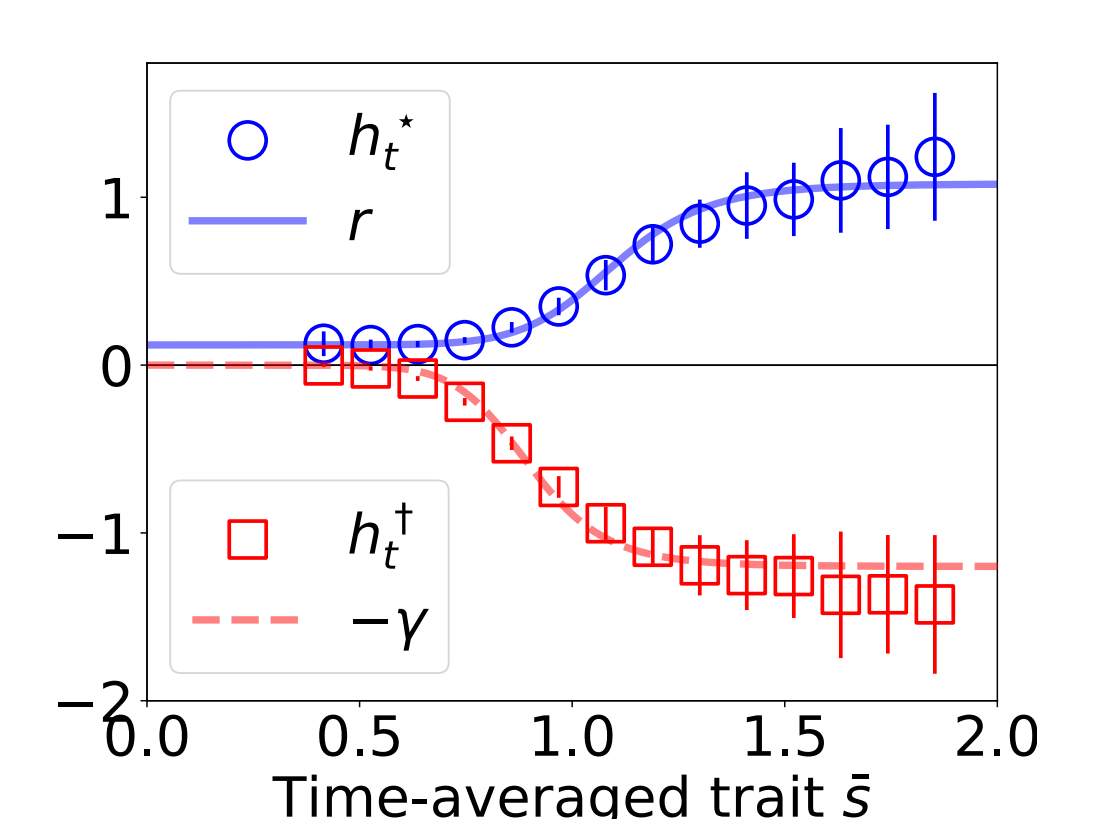 h_t^⋆
r
1
0
−1
h_t^†
−γ
−2
0.0 0.5 1.0 1.5 2.0
Time-averaged trait s̄